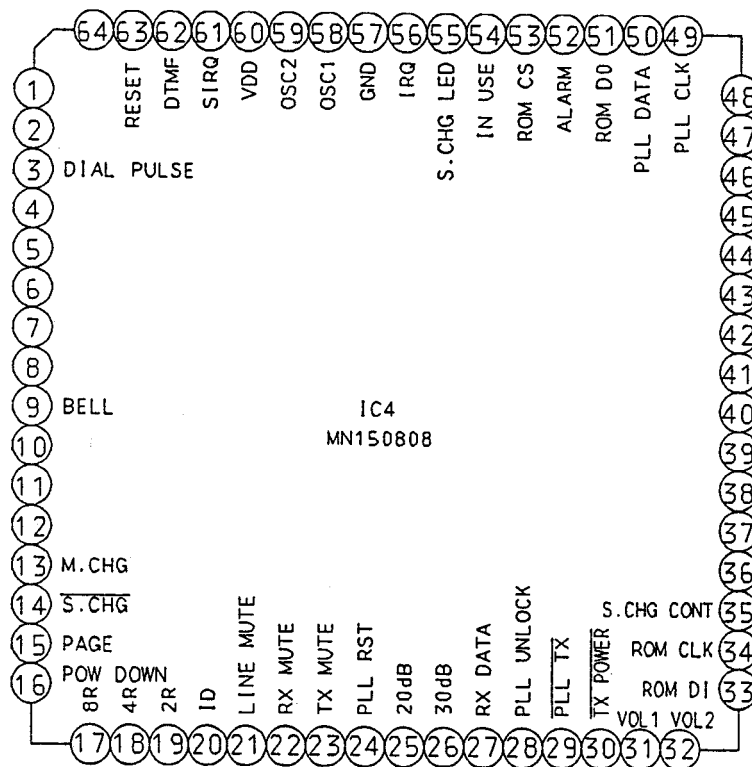 64 63 62 61 60 59 58 57 56 55 54 53 52 51 50 49
RESET
DTMF
SIRQ
VDD
OSC2
OSC1
GND
IRQ
S.CHG LED
IN USE
ROM CS
ALARM
ROM DO
PLL DATA
PLL CLK
1
2
3 DIAL PULSE
4
5
6
7
8
9 BELL
10
11
12
13 M.CHG
14 S.CHG
15 PAGE
16 POW DOWN
IC4
MN150808
48
47
46
45
44
43
42
41
40
39
38
37
36
S.CHG CONT 35
ROM CLK 34
ROM DI 33
8R
4R
2R
ID
LINE MUTE
RX MUTE
TX MUTE
PLL RST
20dB
30dB
RX DATA
PLL UNLOCK
PLL TX
TX POWER
VOL1 VOL2
17 18 19 20 21 22 23 24 25 26 27 28 29 30 31 32